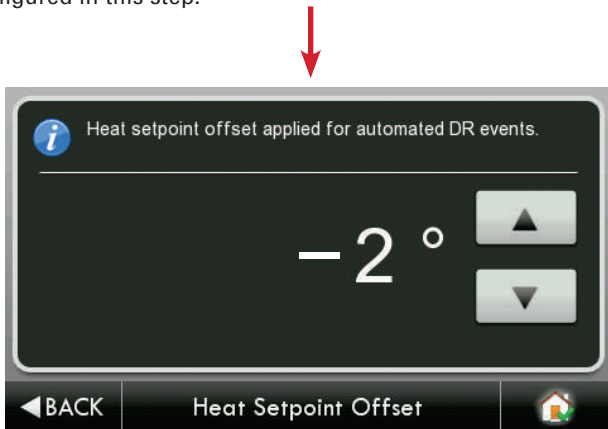 figured in this step.
Heat setpoint offset applied for automated DR events.
−2°
BACK
Heat Setpoint Offset